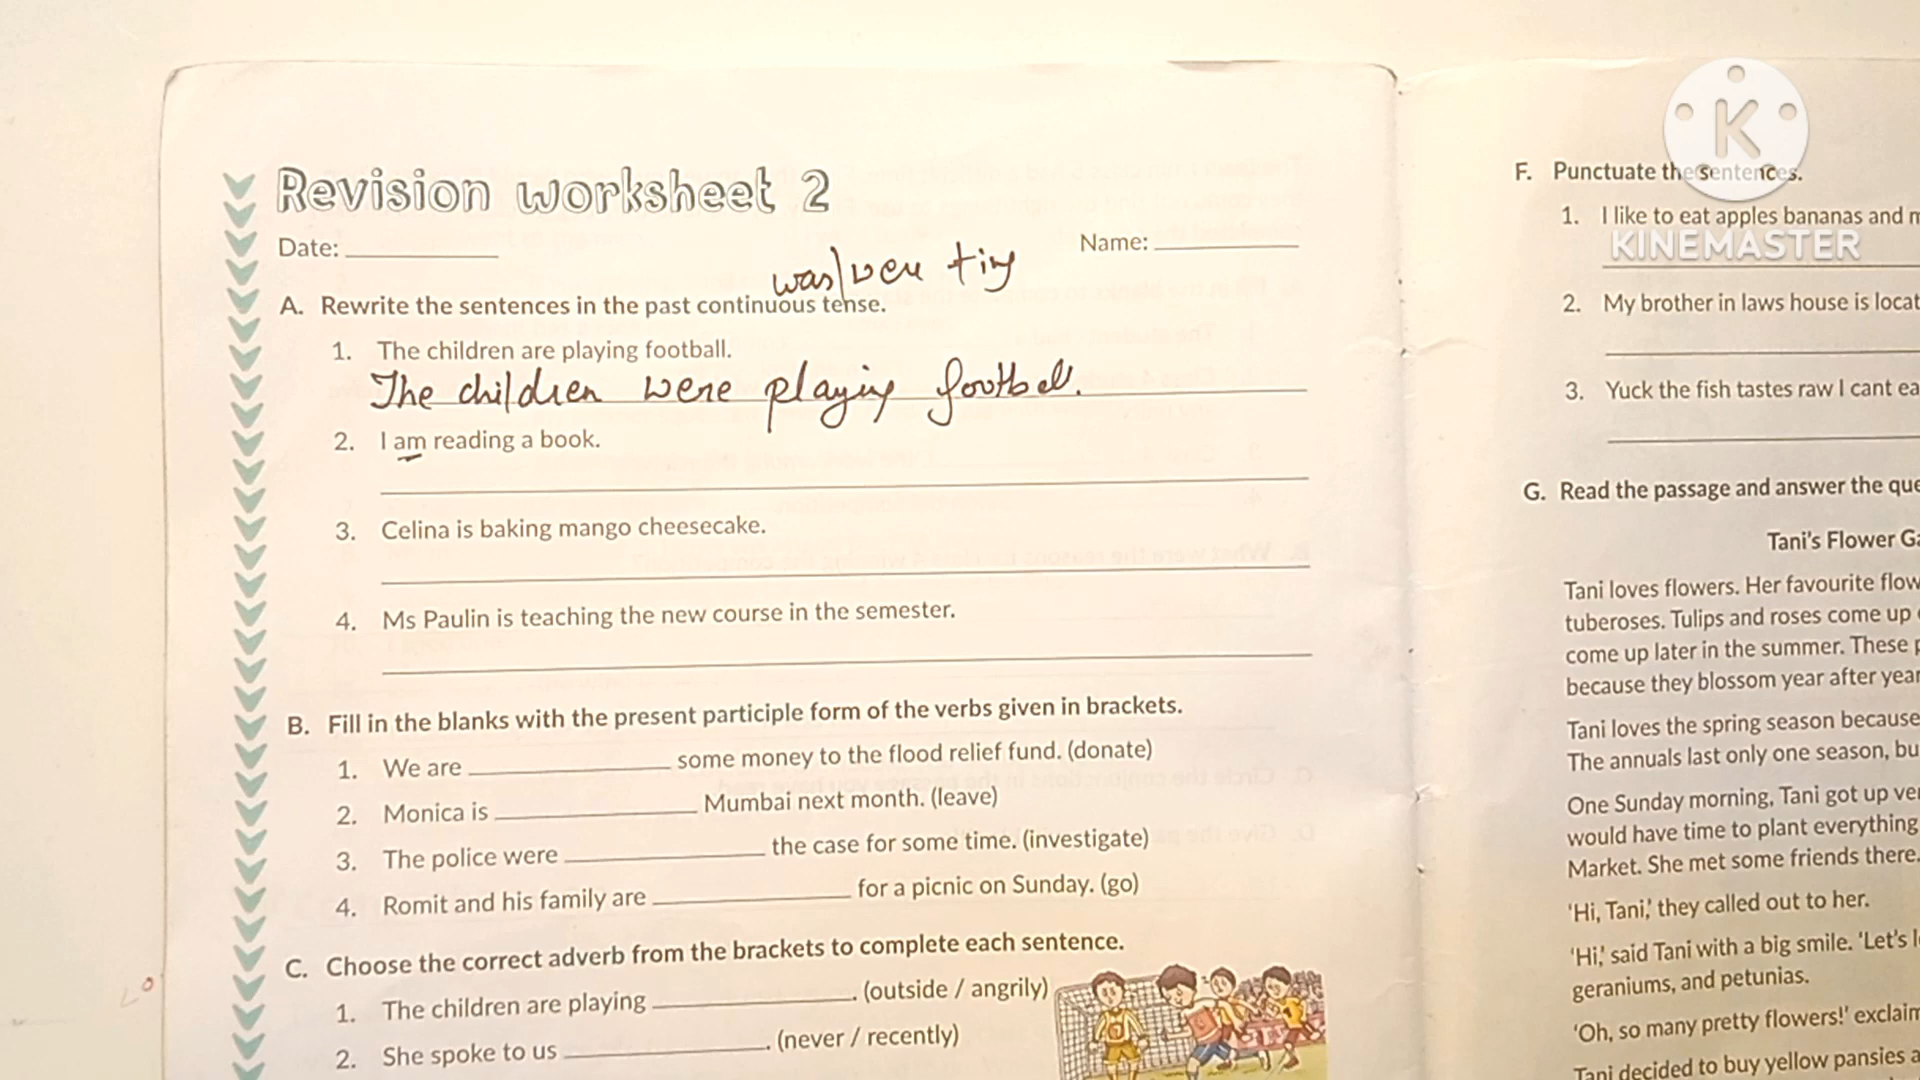 Revision worksheet 2
Date:
Name:
was/were + ing
A. Rewrite the sentences in the past continuous tense.
1. The children are playing football.
The children were playing football.
2. I am reading a book.
3. Celina is baking mango cheesecake.
4. Ms Paulin is teaching the new course in the semester.
B. Fill in the blanks with the present participle form of the verbs given in brackets.
1. We are some money to the flood relief fund. (donate)
2. Monica is Mumbai next month. (leave)
3. The police were the case for some time. (investigate)
4. Romit and his family are for a picnic on Sunday. (go)
C. Choose the correct adverb from the brackets to complete each sentence.
1. The children are playing . (outside / angrily)
2. She spoke to us . (never / recently)
K
KINEMASTER
F. Punctuate the sentences.
1. I like to eat apples bananas and
2. My brother in laws house is locat
3. Yuck the fish tastes raw I cant ea
G. Read the passage and answer the que
Tani's Flower Ga
Tani loves flowers. Her favourite flow
tuberoses. Tulips and roses come up
come up later in the summer. These
because they blossom year after year
Tani loves the spring season because
The annuals last only one season, bu
One Sunday morning, Tani got up ver
would have time to plant everything
Market. She met some friends there.
'Hi, Tani,' they called out to her.
'Hi,' said Tani with a big smile. 'Let's l
geraniums, and petunias.
'Oh, so many pretty flowers!' exclaim
Tani decided to buy yellow pansies a